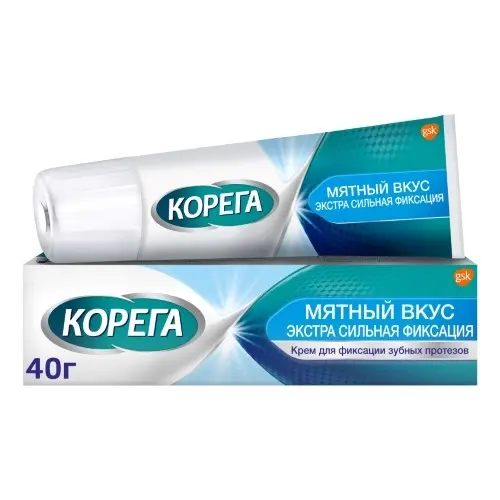 КОРЕГА
gsk
МЯТНЫЙ ВКУС
ЭКСТРА СИЛЬНАЯ ФИКСАЦИЯ
КОРЕГА
gsk
МЯТНЫЙ ВКУС
ЭКСТРА СИЛЬНАЯ ФИКСАЦИЯ
Крем для фиксации зубных протезов
40г